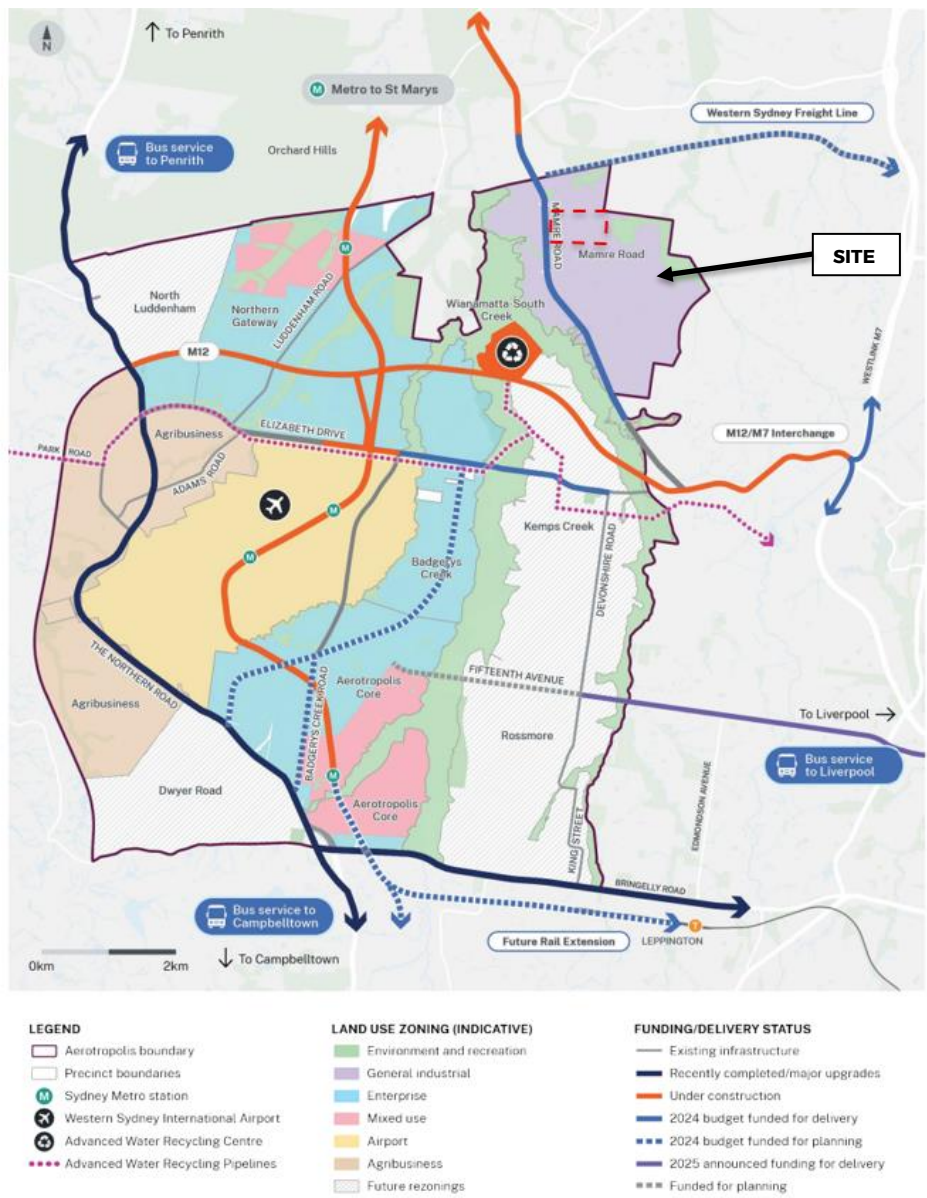 N
↑ To Penrith
M Metro to St Marys
Western Sydney Freight Line
Bus service
to Penrith
Orchard Hills
MAMRE ROAD
Mamre Road
SITE
North
Luddenham
Northern
Gateway
LUDDENHAM ROAD
M
Wianamatta-South
Creek
M12
WESTLINK M7
ELIZABETH DRIVE
Agribusiness
M12/M7 Interchange
PARK ROAD
ADAMS ROAD
M
Kemps Creek
M
Badgerys
Creek
DEVONSHIRE ROAD
THE NORTHERN ROAD
FIFTEENTH AVENUE
Aerotropolis
Core
Agribusiness
BADGERYS CREEK ROAD
To Liverpool →
Rossmore
Bus service
to Liverpool
M
Dwyer Road
Aerotropolis
Core
EDMONDSON AVENUE
KING STREET
BRINGELLY ROAD
Bus service to
Campbelltown
Future Rail Extension
T
LEPPINGTON
0km
2km
↓ To Campbelltown
LEGEND
Aerotropolis boundary
Precinct boundaries
M Sydney Metro station
Western Sydney International Airport
Advanced Water Recycling Centre
Advanced Water Recycling Pipelines
LAND USE ZONING (INDICATIVE)
Environment and recreation
General industrial
Enterprise
Mixed use
Airport
Agribusiness
Future rezonings
FUNDING/DELIVERY STATUS
Existing infrastructure
Recently completed/major upgrades
Under construction
2024 budget funded for delivery
2024 budget funded for planning
2025 announced funding for delivery
Funded for planning